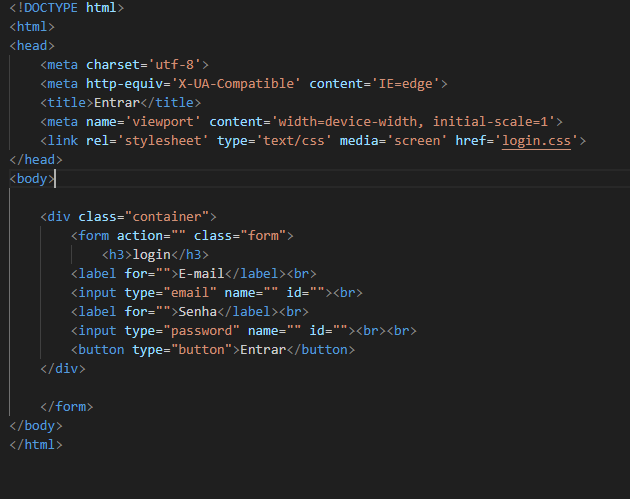 <!DOCTYPE html>
<html>
<head>
    <meta charset='utf-8'>
    <meta http-equiv='X-UA-Compatible' content='IE=edge'>
    <title>Entrar</title>
    <meta name='viewport' content='width=device-width, initial-scale=1'>
    <link rel='stylesheet' type='text/css' media='screen' href='login.css'>
</head>
<body>
    <div class="container">
        <form action="" class="form">
            <h3>login</h3>
        <label for="">E-mail</label><br>
        <input type="email" name="" id=""><br>
        <label for="">Senha</label><br>
        <input type="password" name="" id=""><br><br>
        <button type="button">Entrar</button>
    </div>
    </form>
</body>
</html>